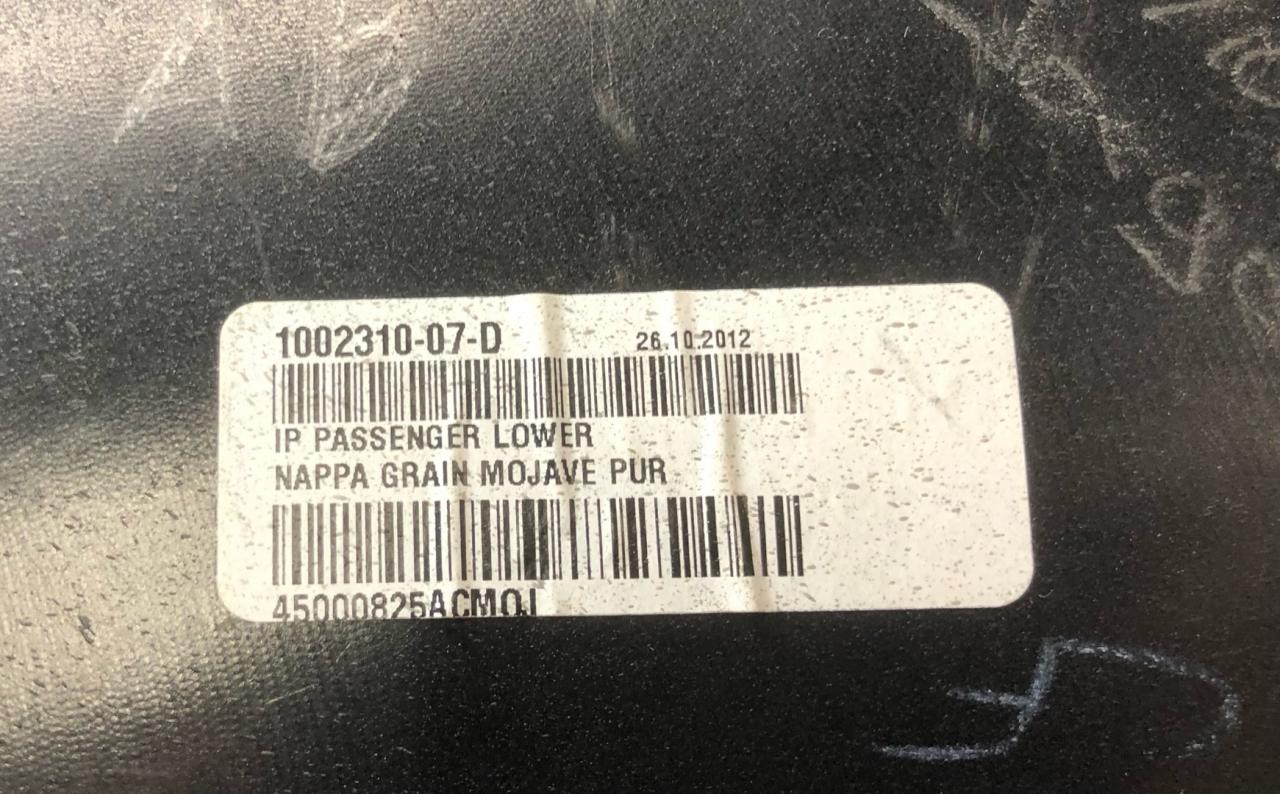 1002310-07-D 26.10.2012
IP PASSENGER LOWER
NAPPA GRAIN MOJAVE PUR
45000825ACMOJ